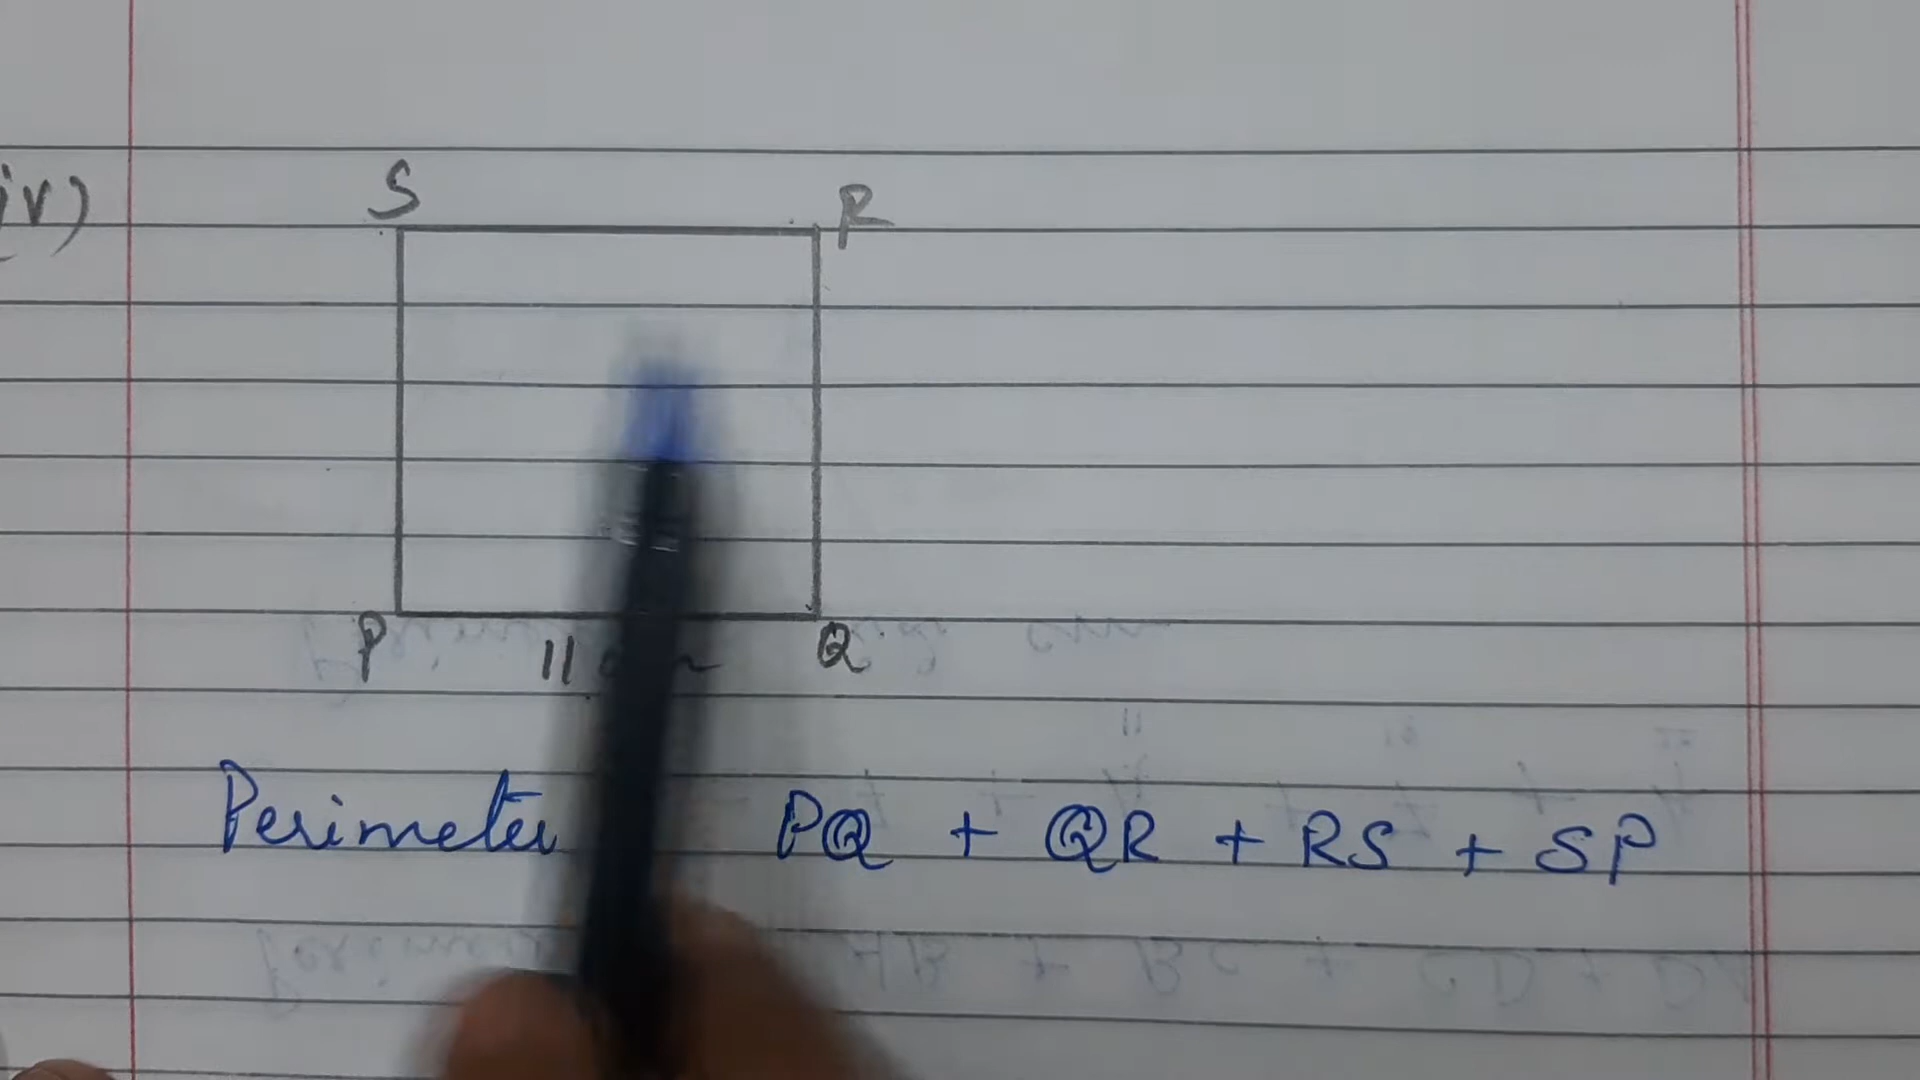 iv)
S R
P 11 Q
Perimeter PQ + QR + RS + SP